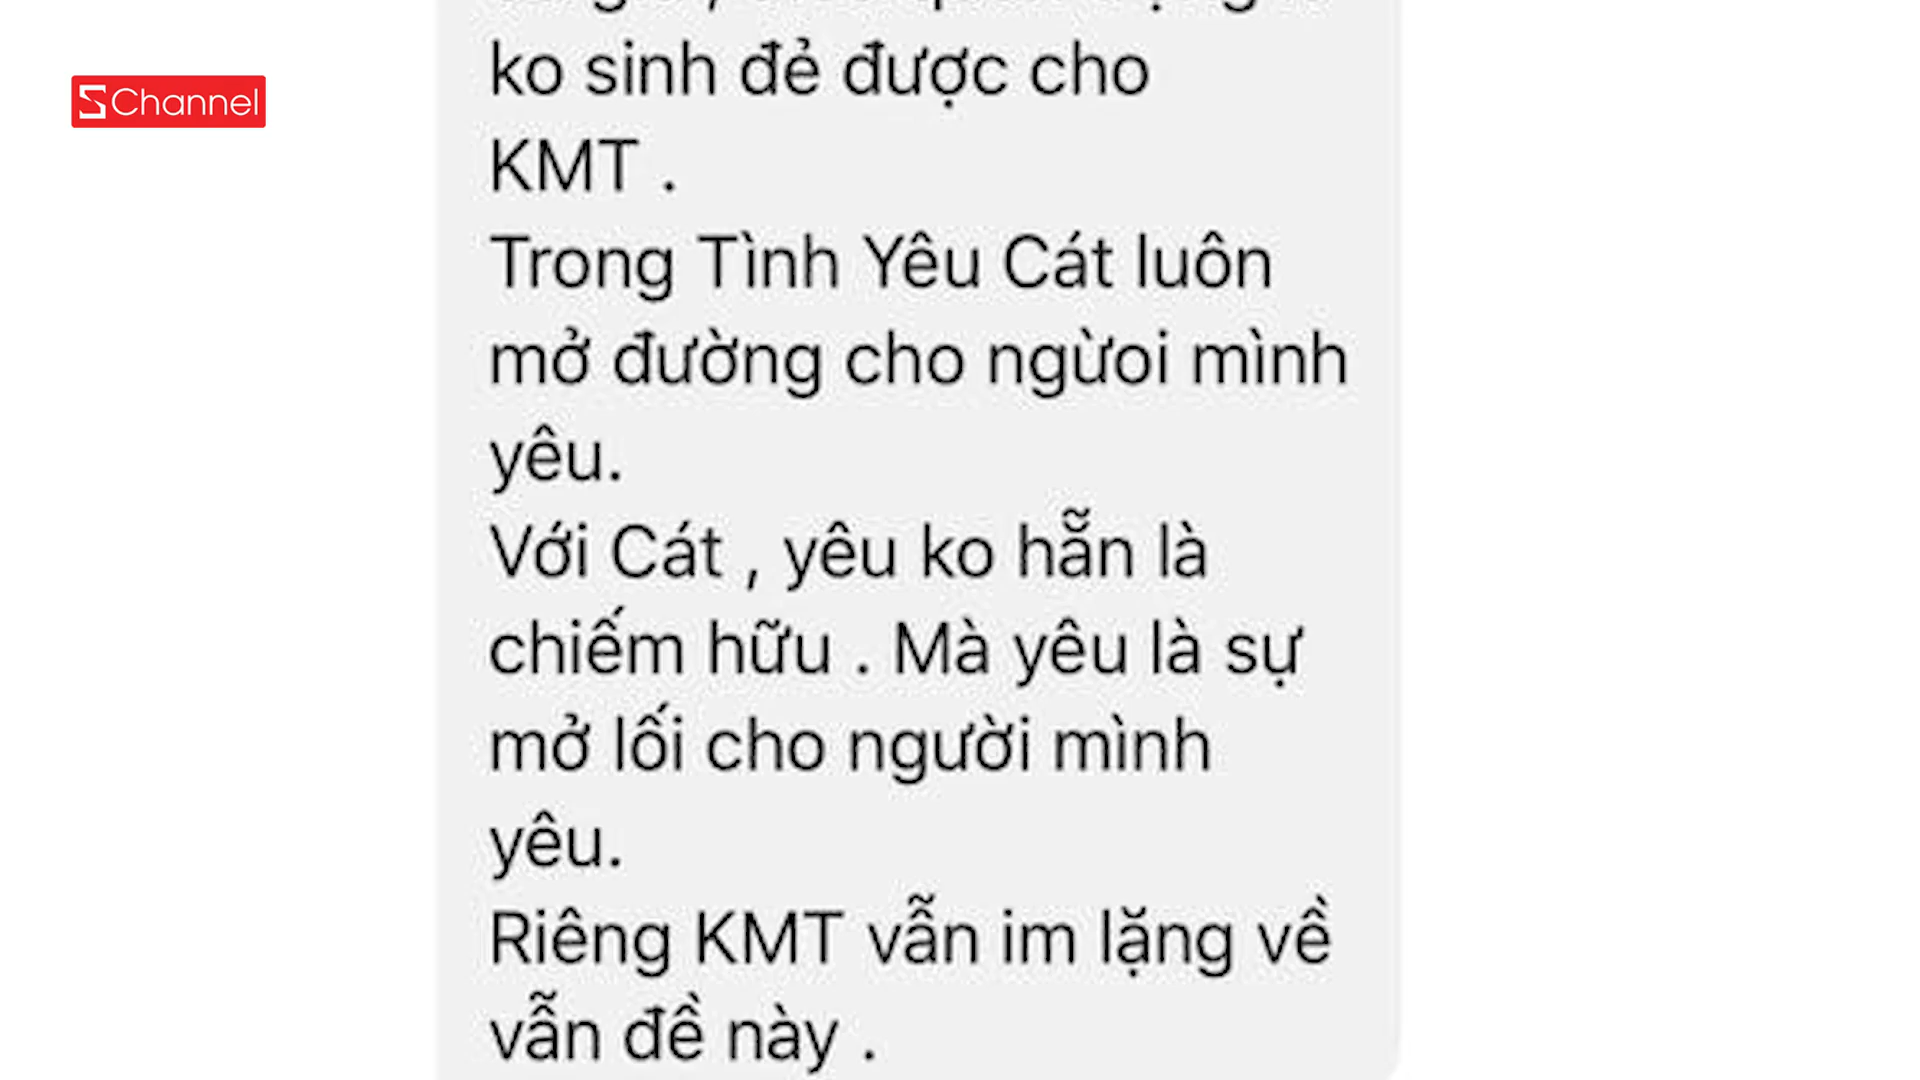 SChannel
ko sinh đẻ được cho
KMT .
Trong Tình Yêu Cát luôn
mở đường cho ngừoi mình
yêu.
Với Cát , yêu ko hẵn là
chiếm hữu . Mà yêu là sự
mở lối cho người mình
yêu.
Riêng KMT vẫn im lặng về
vẫn đề này .